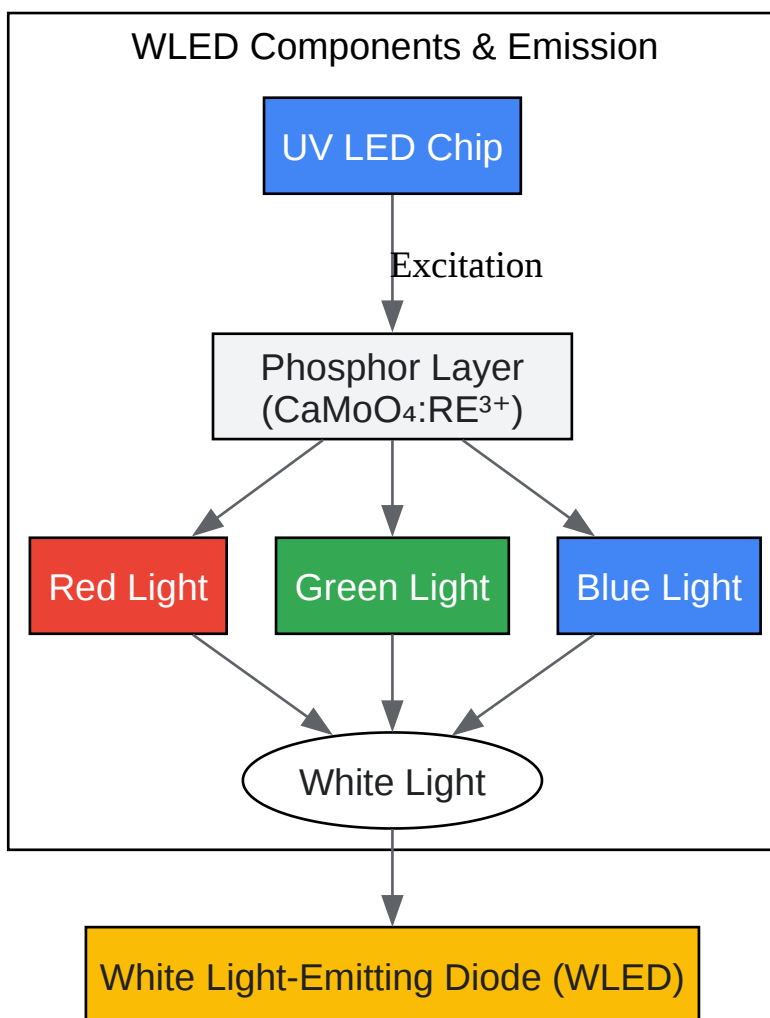 WLED Components & Emission
UV LED Chip
Excitation
Phosphor Layer
(CaMoO₄:RE³⁺)
Red Light
Green Light
Blue Light
White Light
White Light-Emitting Diode (WLED)